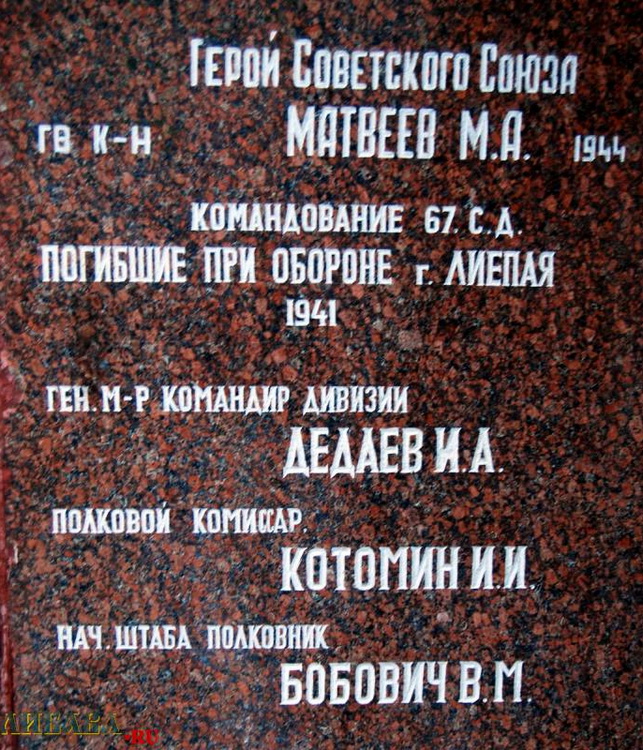 Герой Советского Союза
ГВ К-Н МАТВЕЕВ М.А. 1944
КОМАНДОВАНИЕ 67. С.Д.
ПОГИБШИЕ ПРИ ОБОРОНЕ г. ЛИЕПАЯ
1941
ГЕН. М-Р КОМАНДИР ДИВИЗИИ
ДЕДАЕВ И.А.
ПОЛКОВОЙ КОМИССАР.
КОТОМИН И.И.
НАЧ. ШТАБА ПОЛКОВНИК
БОБОВИЧ В.М.
.RU